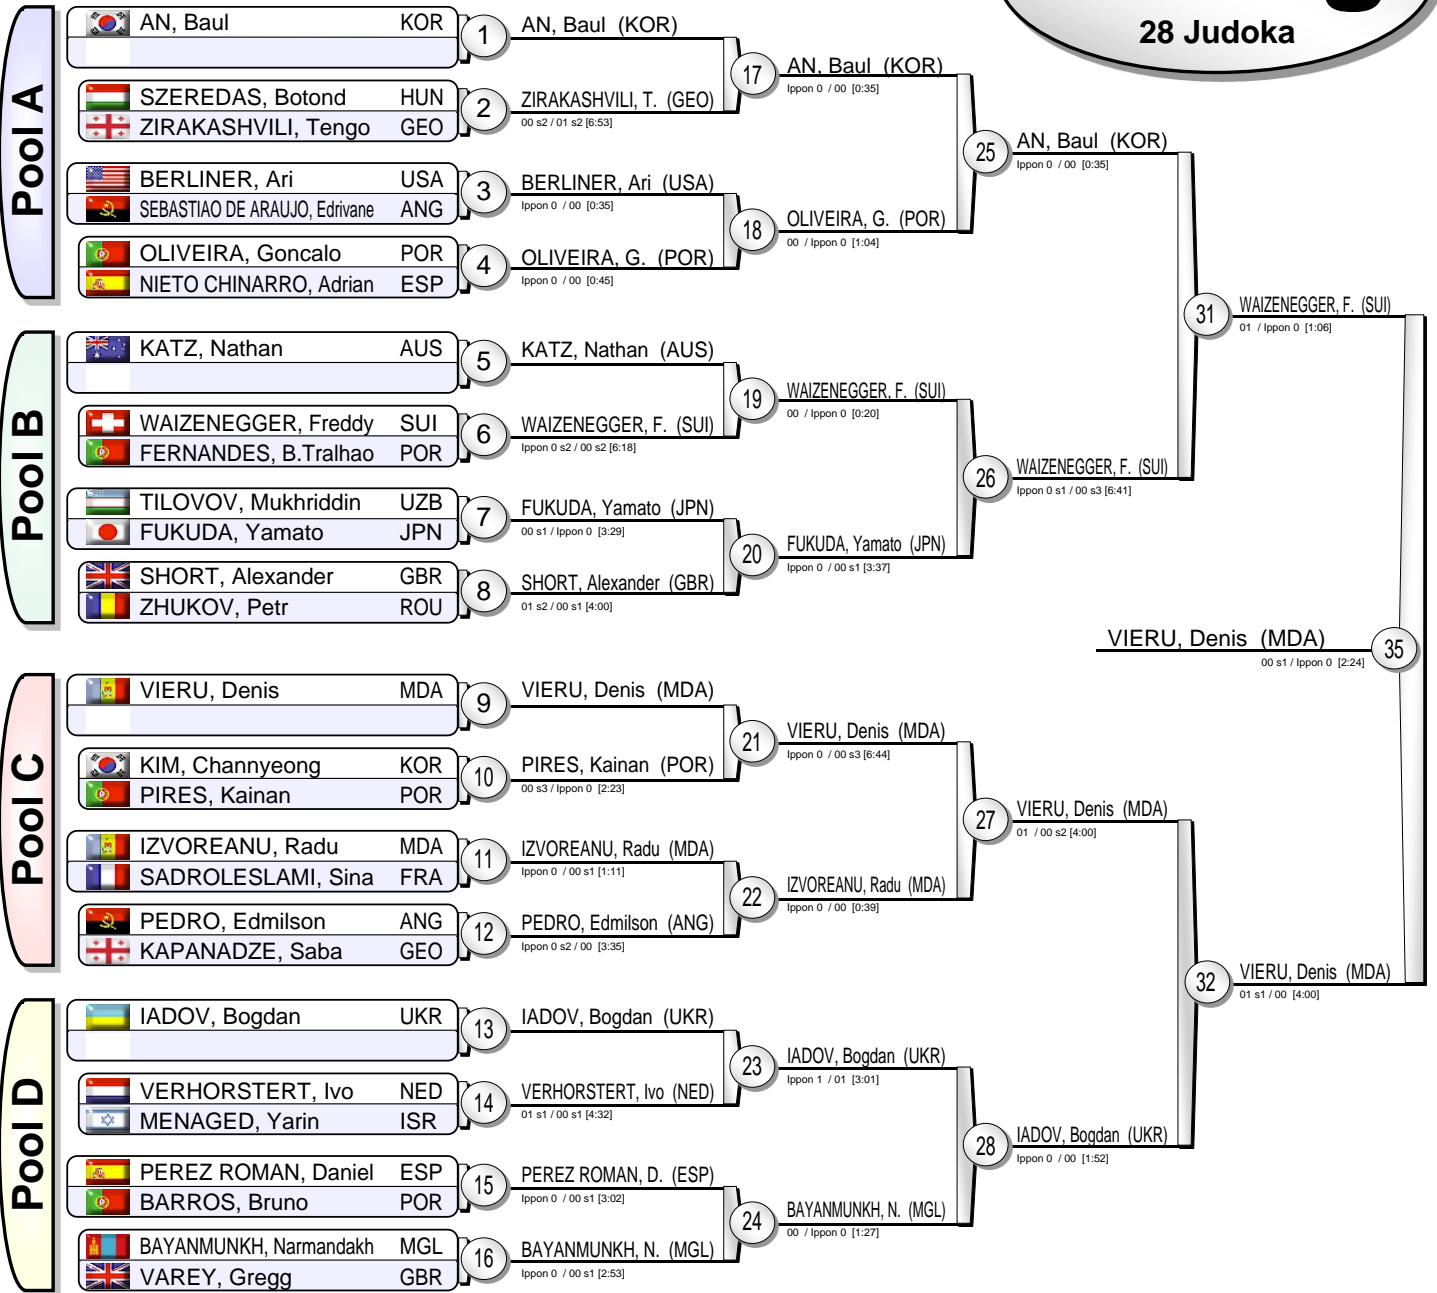 28 Judoka
Pool A
AN, Baul KOR
1
SZEREDAS, Botond HUN
2
ZIRAKASHVILI, Tengo GEO
BERLINER, Ari USA
3
SEBASTIAO DE ARAUJO, Edrivane ANG
OLIVEIRA, Goncalo POR
4
NIETO CHINARRO, Adrian ESP
AN, Baul (KOR)
17
ZIRAKASHVILI, T. (GEO)
00 s2 / 01 s2 [6:53]
BERLINER, Ari (USA)
Ippon 0 / 00 [0:35]
18
OLIVEIRA, G. (POR)
Ippon 0 / 00 [0:45]
AN, Baul (KOR)
Ippon 0 / 00 [0:35]
25
OLIVEIRA, G. (POR)
00 / Ippon 0 [1:04]
AN, Baul (KOR)
Ippon 0 / 00 [0:35]
Pool B
KATZ, Nathan AUS
5
WAIZENEGGER, Freddy SUI
6
FERNANDES, B.Tralhao POR
TILOVOV, Mukhriddin UZB
7
FUKUDA, Yamato JPN
SHORT, Alexander GBR
8
ZHUKOV, Petr ROU
KATZ, Nathan (AUS)
19
WAIZENEGGER, F. (SUI)
Ippon 0 s2 / 00 s2 [6:18]
FUKUDA, Yamato (JPN)
00 s1 / Ippon 0 [3:29]
20
SHORT, Alexander (GBR)
01 s2 / 00 s1 [4:00]
WAIZENEGGER, F. (SUI)
00 / Ippon 0 [0:20]
26
FUKUDA, Yamato (JPN)
Ippon 0 / 00 s1 [3:37]
WAIZENEGGER, F. (SUI)
Ippon 0 s1 / 00 s3 [6:41]
31
WAIZENEGGER, F. (SUI)
01 / Ippon 0 [1:06]
VIERU, Denis (MDA)
35
00 s1 / Ippon 0 [2:24]
Pool C
VIERU, Denis MDA
9
KIM, Channyeong KOR
10
PIRES, Kainan POR
IZVOREANU, Radu MDA
11
SADROLESLAMI, Sina FRA
PEDRO, Edmilson ANG
12
KAPANADZE, Saba GEO
VIERU, Denis (MDA)
21
PIRES, Kainan (POR)
00 s3 / Ippon 0 [2:23]
IZVOREANU, Radu (MDA)
Ippon 0 / 00 s1 [1:11]
22
PEDRO, Edmilson (ANG)
Ippon 0 s2 / 00 [3:35]
VIERU, Denis (MDA)
Ippon 0 / 00 s3 [6:44]
27
IZVOREANU, Radu (MDA)
Ippon 0 / 00 [0:39]
VIERU, Denis (MDA)
01 / 00 s2 [4:00]
Pool D
IADOV, Bogdan UKR
13
VERHORSTERT, Ivo NED
14
MENAGED, Yarin ISR
PEREZ ROMAN, Daniel ESP
15
BARROS, Bruno POR
BAYANMUNKH, Narmandakh MGL
16
VAREY, Gregg GBR
IADOV, Bogdan (UKR)
23
VERHORSTERT, Ivo (NED)
01 s1 / 00 s1 [4:32]
PEREZ ROMAN, D. (ESP)
Ippon 0 / 00 s1 [3:02]
24
BAYANMUNKH, N. (MGL)
Ippon 0 / 00 s1 [2:53]
IADOV, Bogdan (UKR)
Ippon 1 / 01 [3:01]
28
BAYANMUNKH, N. (MGL)
00 / Ippon 0 [1:27]
IADOV, Bogdan (UKR)
Ippon 0 / 00 [1:52]
32
VIERU, Denis (MDA)
01 s1 / 00 [4:00]